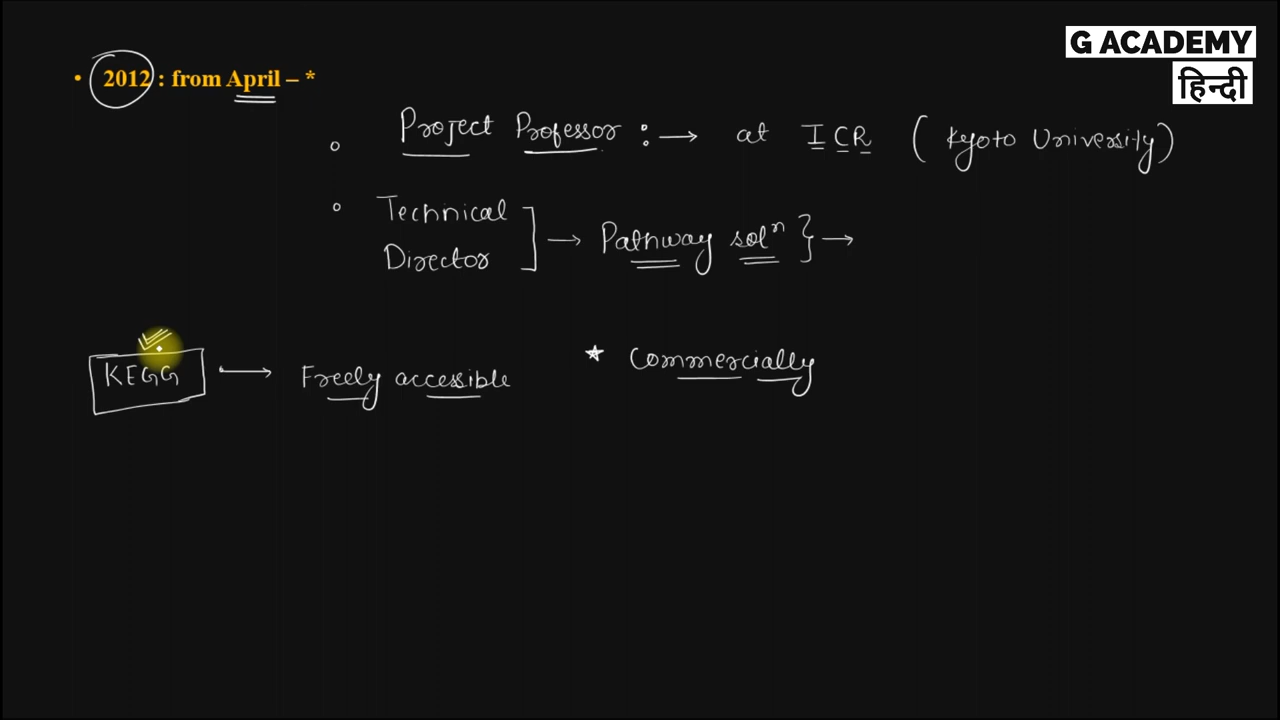 G ACADEMY
हिन्दी
• 2012 : from April – *
Project Professor : → at ICR (Kyoto University)
Technical
Director
→ Pathway solⁿ } →
KEGG → Freely accessible
* Commercially